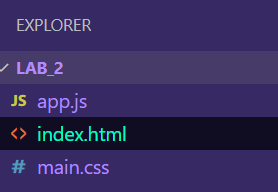 EXPLORER
LAB_2
JS app.js
<> index.html
# main.css